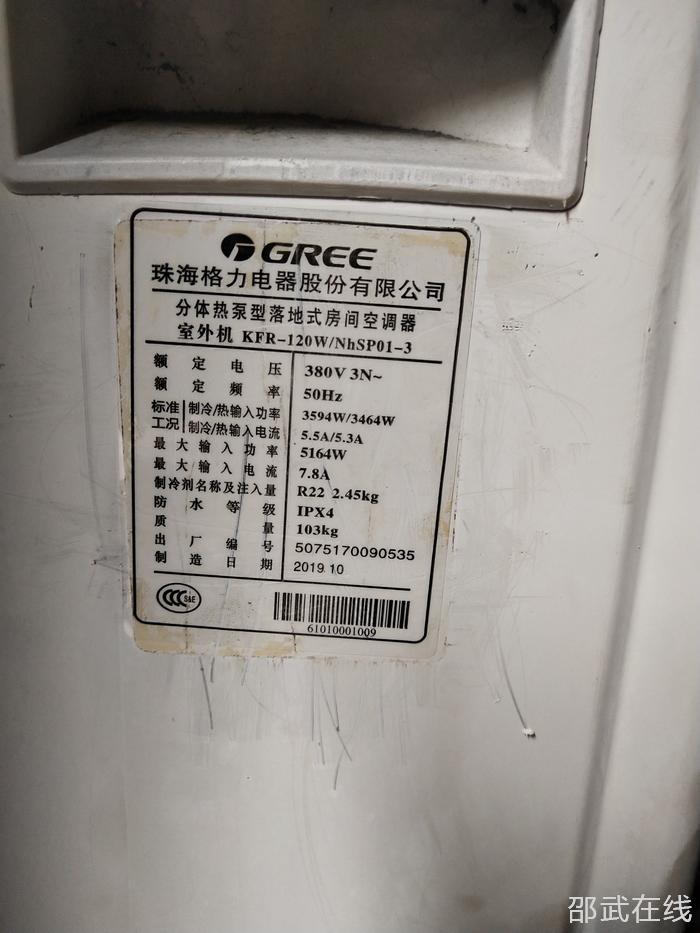 GREE
珠海格力电器股份有限公司
分体热泵型落地式房间空调器
室外机 KFR-120W/NhSP01-3
额定电压 380V 3N~
额定频率 50Hz
标准工况 制冷/热输入功率 3594W/3464W
制冷/热输入电流 5.5A/5.3A
最大输入功率 5164W
最大输入电流 7.8A
制冷剂名称及注入量 R22 2.45kg
防水等级 IPX4
质量 103kg
出厂编号 5075170090535
制造日期 2019.10
CCC S&E
61010001009
邵武在线